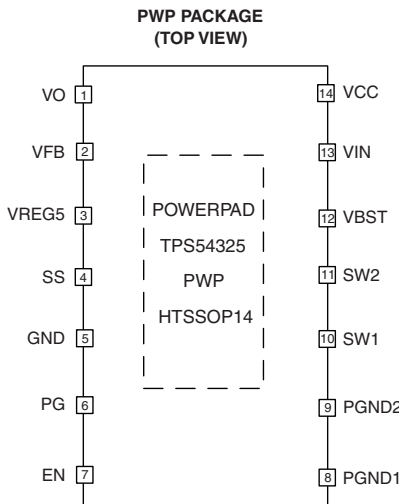 PWP PACKAGE
(TOP VIEW)
VO 1
VFB 2
VREG5 3
SS 4
GND 5
PG 6
EN 7
POWERPAD
TPS54325
PWP
HTSSOP14
14 VCC
13 VIN
12 VBST
11 SW2
10 SW1
9 PGND2
8 PGND1